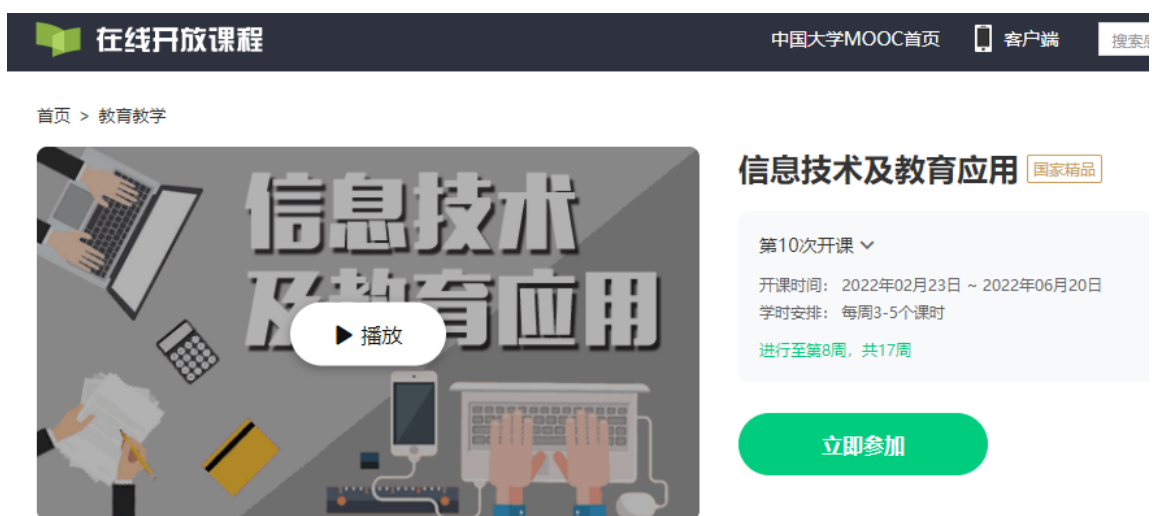 在线开放课程
中国大学MOOC首页
客户端
首页 > 教育教学
信息技术
及教育应用
播放
信息技术及教育应用
国家精品
第10次开课
开课时间： 2022年02月23日 ~ 2022年06月20日
学时安排： 每周3-5个课时
进行至第8周，共17周
立即参加